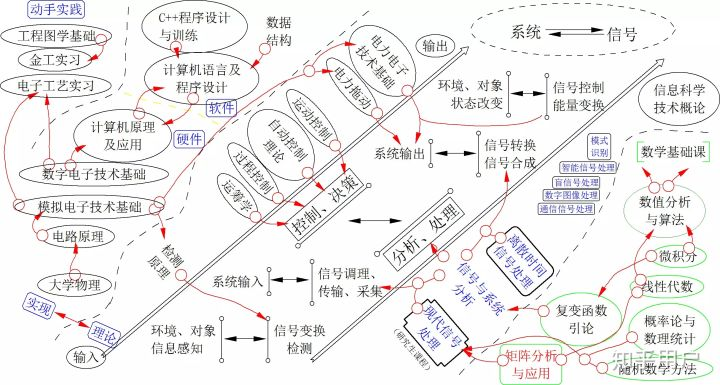 动手实践
工程图学基础
金工实习
电子工艺实习
C++程序设计
与训练
数据
结构
计算机语言及
程序设计
软件
计算机原理
及应用
硬件
数字电子技术基础
模拟电子技术基础
电路原理
大学物理
检测
原理
实现
理论
输入
电力电子
技术基础
电力拖动
运动控制
自动控制
理论
过程控制
运筹学
控制、决策
输出
系统
信号
环境、对象
状态改变
信号控制
能量变换
系统输出
信号转换
信号合成
分析、处理
系统输入
信号调理、
传输、采集
环境、对象
信息感知
信号变换
检测
信号与系统
分析
离散时间
信号处理
现代信号
处理
(研究生课程)
模式
识别
智能信号处理
盲信号处理
数字图像处理
通信信号处理
信息科学
技术概论
数学基础课
数值分析
与算法
微积分
线性代数
复变函数
引论
概率论与
数理统计
矩阵分析
与应用
随机数学方法
知乎用户